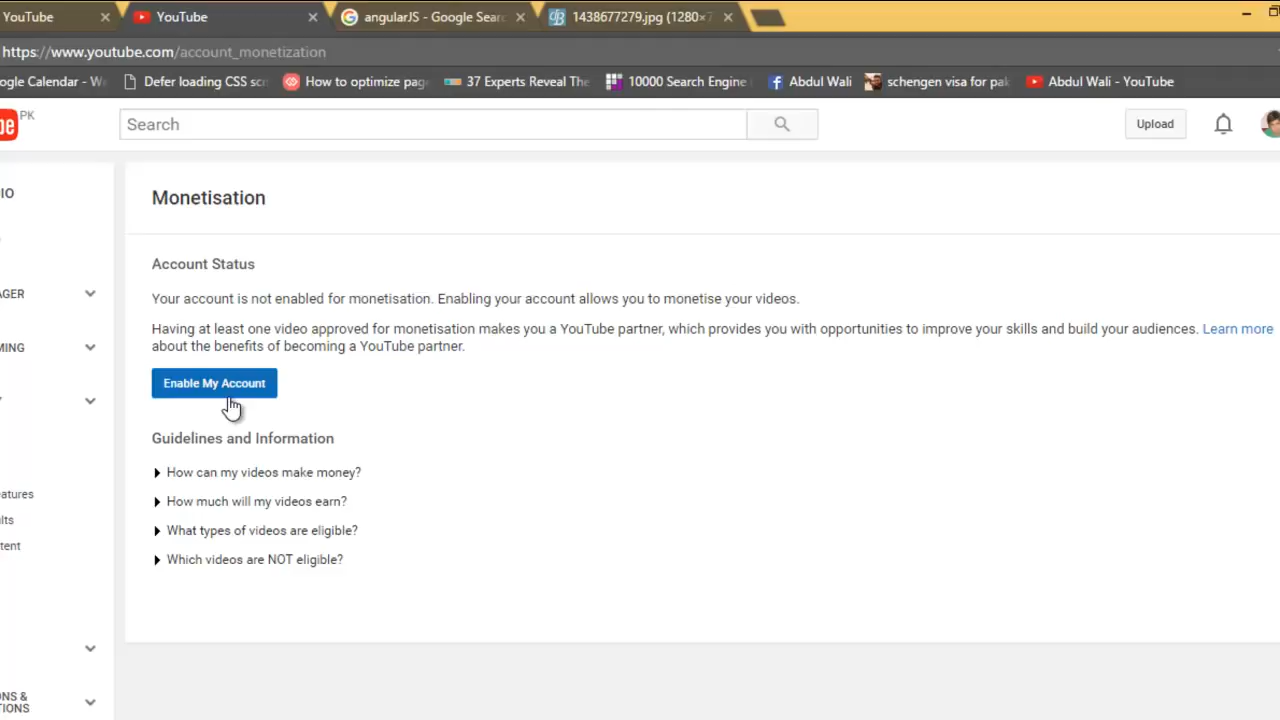 YouTube
YouTube
angularJS - Google Sear
1438677279.jpg (1280×7
https://www.youtube.com/account_monetization
ogle Calendar - W
Defer loading CSS scr
How to optimize pag
37 Experts Reveal The
10000 Search Engine
Abdul Wali
schengen visa for pak
Abdul Wali - YouTube
be
PK
Search
Upload
IO
Monetisation
Account Status
AGER
Your account is not enabled for monetisation. Enabling your account allows you to monetise your videos.
Having at least one video approved for monetisation makes you a YouTube partner, which provides you with opportunities to improve your skills and build your audiences. Learn more
about the benefits of becoming a YouTube partner.
MING
Enable My Account
Guidelines and Information
How can my videos make money?
eatures
How much will my videos earn?
ults
What types of videos are eligible?
tent
Which videos are NOT eligible?
ONS &
TIONS